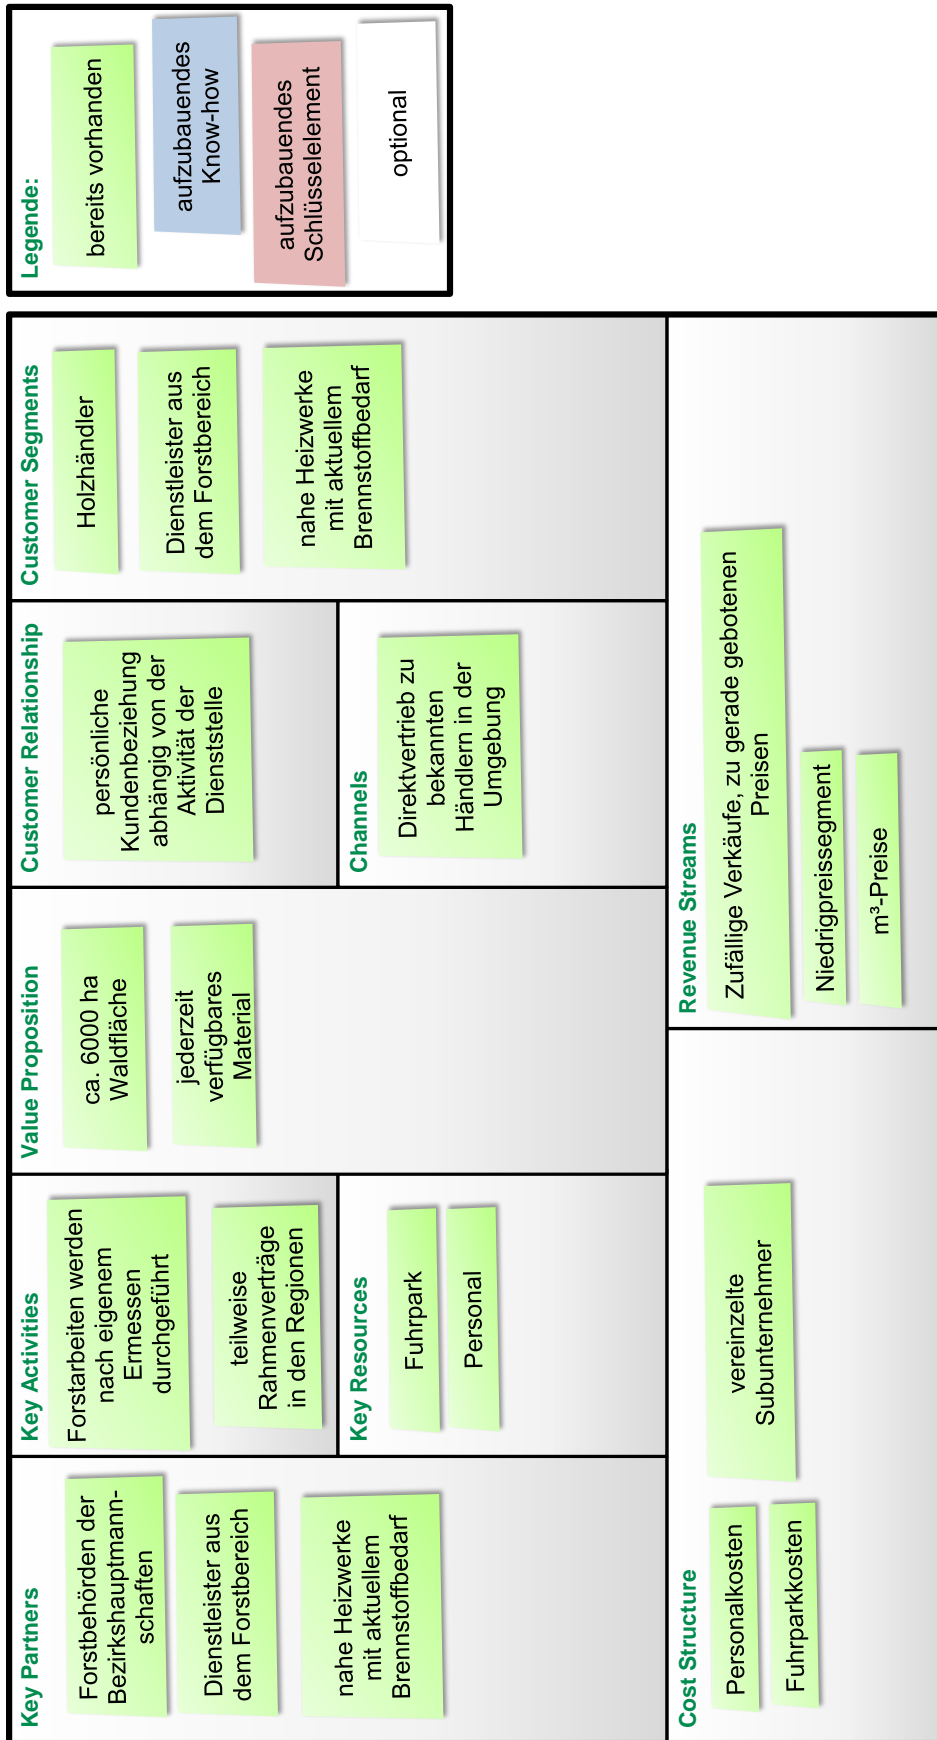 Key Partners
Forstbehörden der
Bezirkshauptmann-
schaften
Dienstleister aus
dem Forstbereich
nahe Heizwerke
mit aktuellem
Brennstoffbedarf
Key Activities
Forstarbeiten werden
nach eigenem
Ermessen
durchgeführt
teilweise
Rahmenverträge
in den Regionen
Key Resources
Fuhrpark
Personal
Value Proposition
ca. 6000 ha
Waldfläche
jederzeit
verfügbares
Material
Customer Relationship
persönliche
Kundenbeziehung
abhängig von der
Aktivität der
Dienststelle
Channels
Direktvertrieb zu
bekannten
Händlern in der
Umgebung
Customer Segments
Holzhändler
Dienstleister aus
dem Forstbereich
nahe Heizwerke
mit aktuellem
Brennstoffbedarf
Cost Structure
Personalkosten
Fuhrparkkosten
vereinzelte
Subunternehmer
Revenue Streams
Zufällige Verkäufe, zu gerade gebotenen
Preisen
Niedrigpreissegment
m³-Preise
Legende:
bereits vorhanden
aufzubauendes
Know-how
aufzubauendes
Schlüsselelement
optional